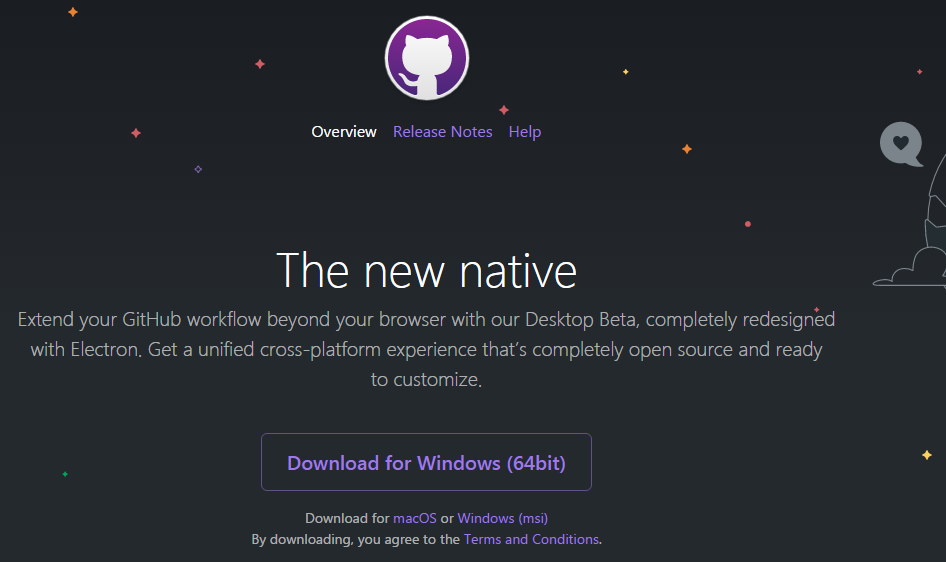 Overview Release Notes Help
The new native
Extend your GitHub workflow beyond your browser with our Desktop Beta, completely redesigned
with Electron. Get a unified cross-platform experience that's completely open source and ready
to customize.
Download for Windows (64bit)
Download for macOS or Windows (msi)
By downloading, you agree to the Terms and Conditions.